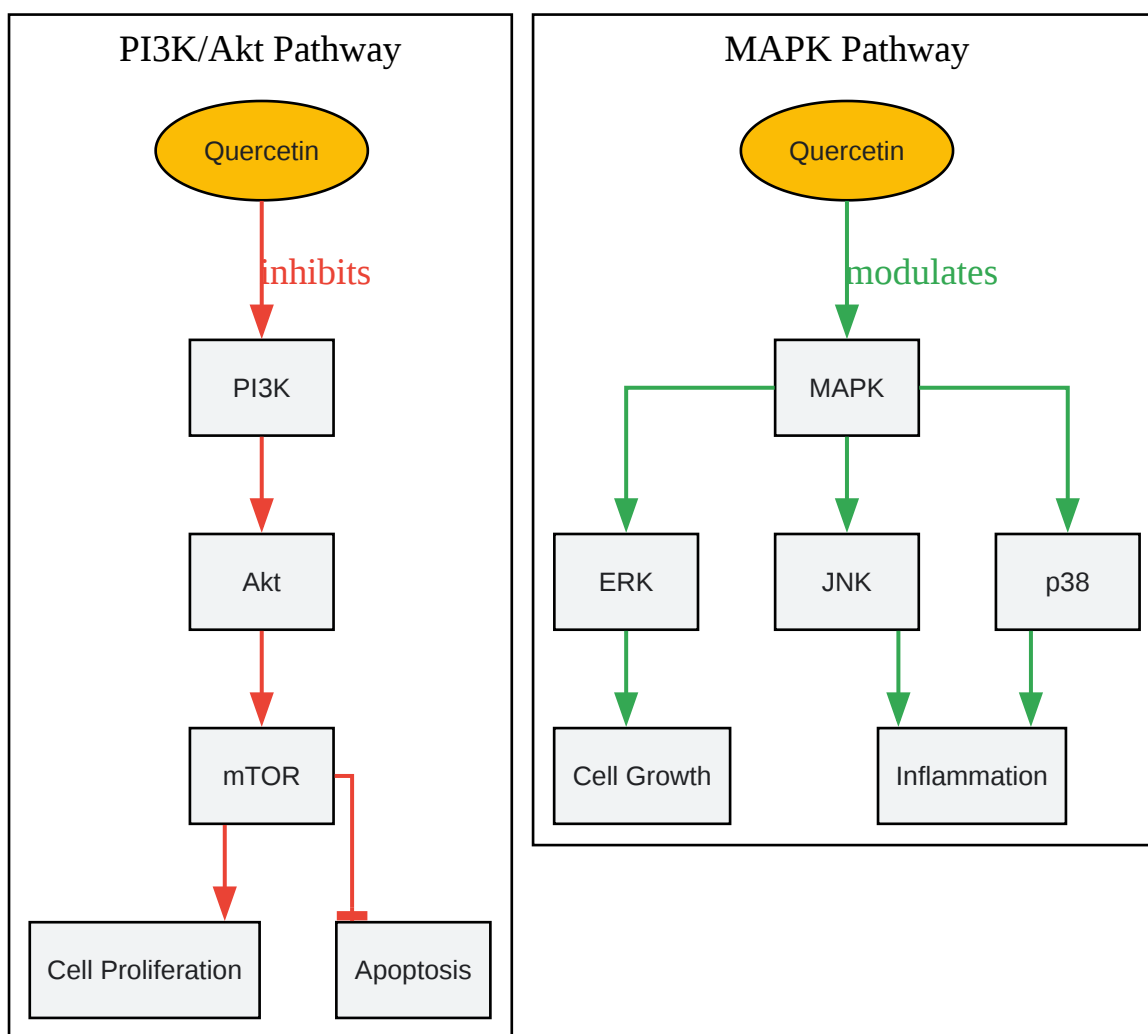 PI3K/Akt Pathway
Quercetin
inhibits
PI3K
Akt
mTOR
Cell Proliferation
Apoptosis
MAPK Pathway
Quercetin
modulates
MAPK
ERK
JNK
p38
Cell Growth
Inflammation